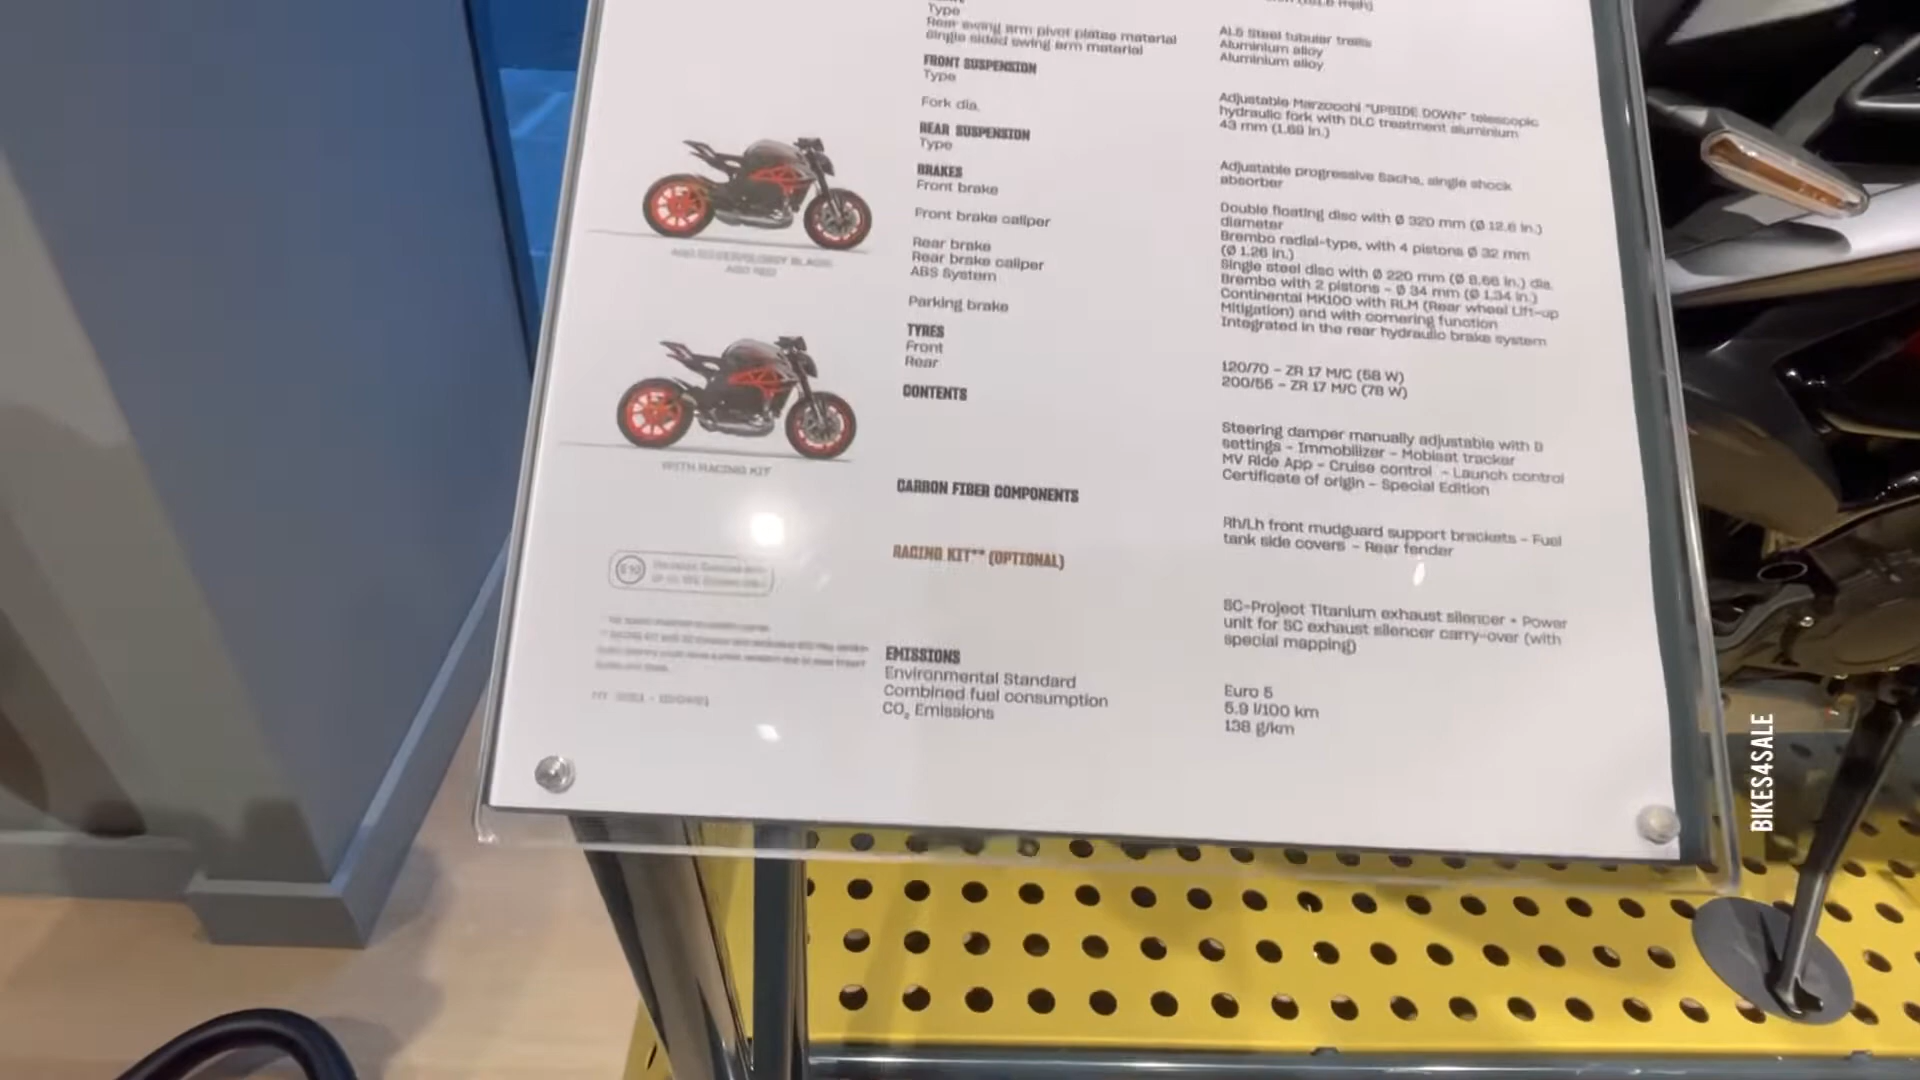 Type
Rear swing arm pivot plates material
Single sided swing arm material
ALS Steel tubular trellis
Aluminium alloy
Aluminium alloy
FRONT SUSPENSION
Type
Adjustable Marzocchi "UPSIDE DOWN" telescopic
hydraulic fork with DLC treatment aluminium
Fork dia.
43 mm (1.69 in.)
REAR SUSPENSION
Type
Adjustable progressive Sachs, single shock
absorber
BRAKES
Front brake
Double floating disc with Ø 320 mm (Ø 12.6 in.)
diameter
Front brake caliper
Brembo radial-type, with 4 pistons Ø 32 mm
(Ø 1.26 in.)
Rear brake
Single steel disc with Ø 220 mm (Ø 8.66 in.) dia.
Rear brake caliper
Brembo with 2 pistons - Ø 34 mm (Ø 1.34 in.)
ABS System
Continental MK100 with RLM (Rear wheel Lift-up
Mitigation) and with cornering function
Parking brake
Integrated in the rear hydraulic brake system
TYRES
Front
120/70 - ZR 17 M/C (58 W)
Rear
200/55 - ZR 17 M/C (78 W)
CONTENTS
Steering damper manually adjustable with 8
settings - Immobilizer - Mobisat tracker
MV Ride App - Cruise control - Launch control
Certificate of origin - Special Edition
CARBON FIBER COMPONENTS
Rh/Lh front mudguard support brackets - Fuel
tank side covers - Rear fender
RACING KIT** (OPTIONAL)
SC-Project Titanium exhaust silencer + Power
unit for SC exhaust silencer carry-over (with
special mapping)
EMISSIONS
Environmental Standard
Euro 5
Combined fuel consumption
5.9 l/100 km
CO₂ Emissions
138 g/km
WITH RACING KIT
E10
BIKES4SALE